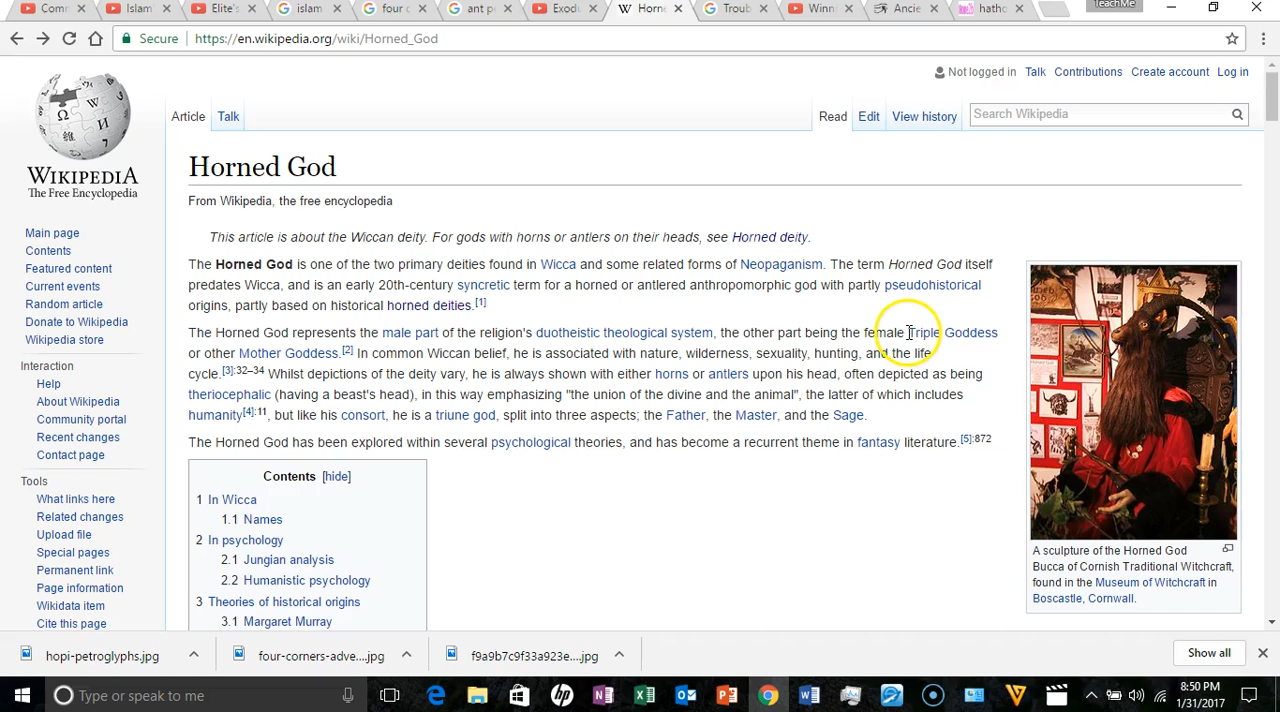 Com
Islam
Elite's
islam
four c
ant p
Exod
Horne
Troub
Winn
Ancie
hatho
TeachMe
Secure
https://en.wikipedia.org/wiki/Horned_God
Not logged in Talk Contributions Create account Log in
Article Talk
Read Edit View history
Search Wikipedia
WIKIPEDIA
The Free Encyclopedia
Main page
Contents
Featured content
Current events
Random article
Donate to Wikipedia
Wikipedia store
Interaction
Help
About Wikipedia
Community portal
Recent changes
Contact page
Tools
What links here
Related changes
Upload file
Special pages
Permanent link
Page information
Wikidata item
Cite this page
Horned God
From Wikipedia, the free encyclopedia
This article is about the Wiccan deity. For gods with horns or antlers on their heads, see Horned deity.
The Horned God is one of the two primary deities found in Wicca and some related forms of Neopaganism. The term Horned God itself
predates Wicca, and is an early 20th-century syncretic term for a horned or antlered anthropomorphic god with partly pseudohistorical
origins, partly based on historical horned deities.[1]
The Horned God represents the male part of the religion's duotheistic theological system, the other part being the female Triple Goddess
or other Mother Goddess.[2] In common Wiccan belief, he is associated with nature, wilderness, sexuality, hunting, and the life
cycle.[3]:32–34 Whilst depictions of the deity vary, he is always shown with either horns or antlers upon his head, often depicted as being
theriocephalic (having a beast's head), in this way emphasizing "the union of the divine and the animal", the latter of which includes
humanity[4]:11, but like his consort, he is a triune god, split into three aspects; the Father, the Master, and the Sage.
The Horned God has been explored within several psychological theories, and has become a recurrent theme in fantasy literature.[5]:872
Contents [hide]
1 In Wicca
1.1 Names
2 In psychology
2.1 Jungian analysis
2.2 Humanistic psychology
3 Theories of historical origins
3.1 Margaret Murray
A sculpture of the Horned God
Bucca of Cornish Traditional Witchcraft,
found in the Museum of Witchcraft in
Boscastle, Cornwall.
hopi-petroglyphs.jpg
four-corners-adve....jpg
f9a9b7c9f33a923e....jpg
Show all
Type here to search
8:50 PM
1/31/2017